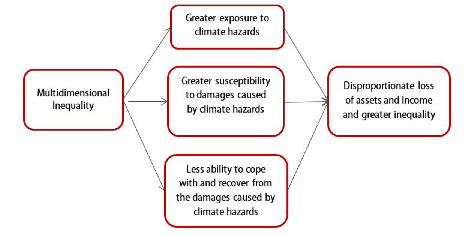 Greater exposure to
climate hazards
Multidimensional
Inequality
Greater susceptibility
to damages caused
by climate hazards
Disproportionate loss
of assets and income
and greater inequality
Less ability to cope
with and recover from
the damages caused by
climate hazards